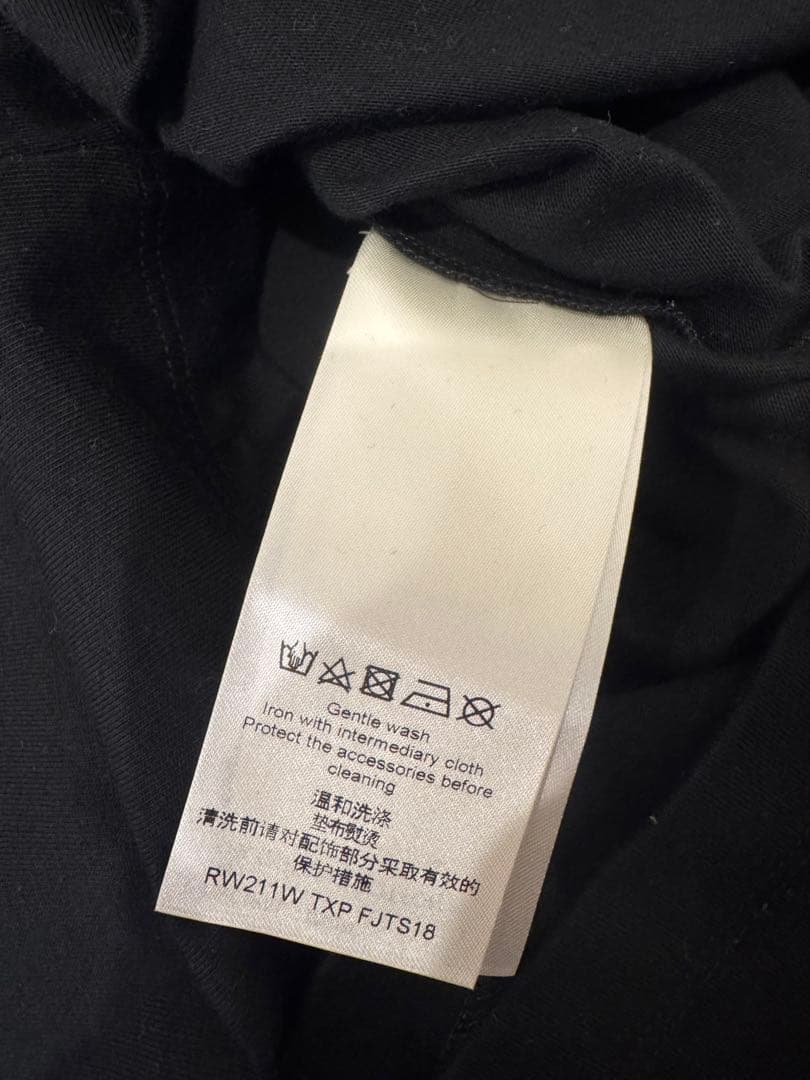 Gentle wash
Iron with intermediary cloth
Protect the accessories before
cleaning
温和洗涤
垫布熨烫
清洗前请对配饰部分采取有效的
保护措施
RW211W TXP FJTS18